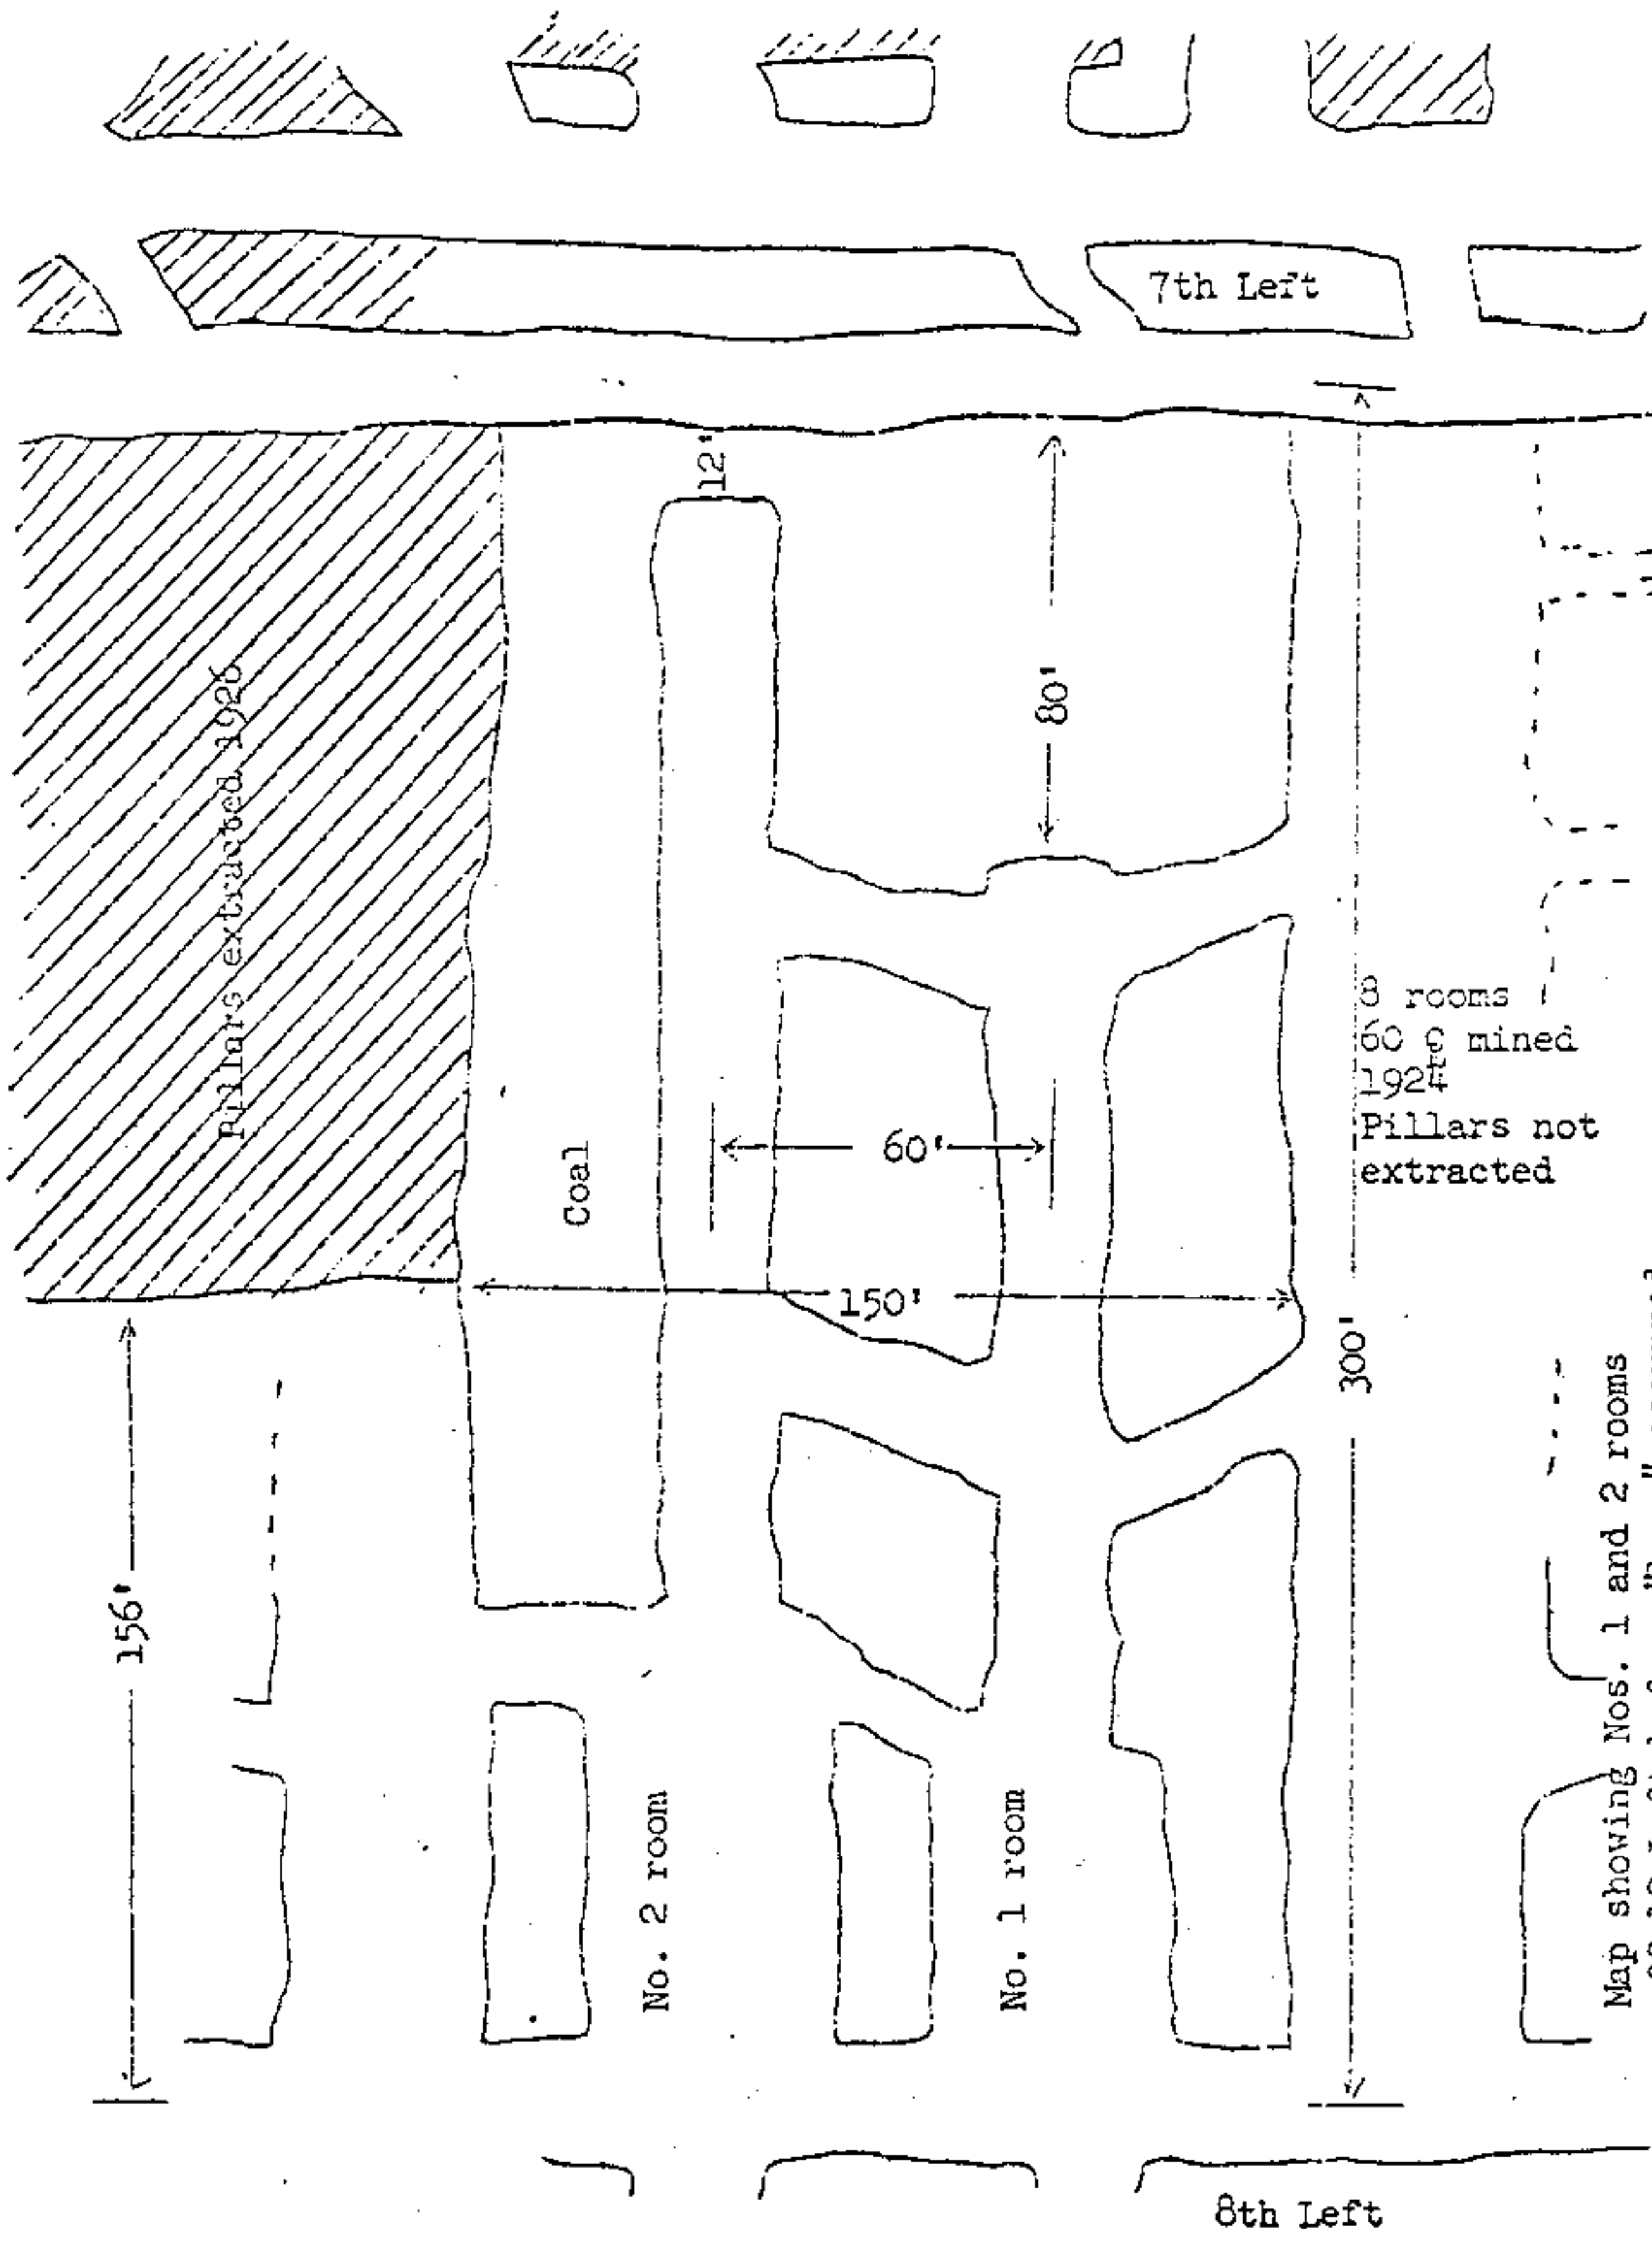 7th Left
12'
Pillars extracted 1926
80'
8 rooms
60 ₵ mined
1924
Pillars not
extracted
Coal
60'
150'
300'
156'
No. 2 room
No. 1 room
Map showing Nos. 1 and 2 rooms
8th Left